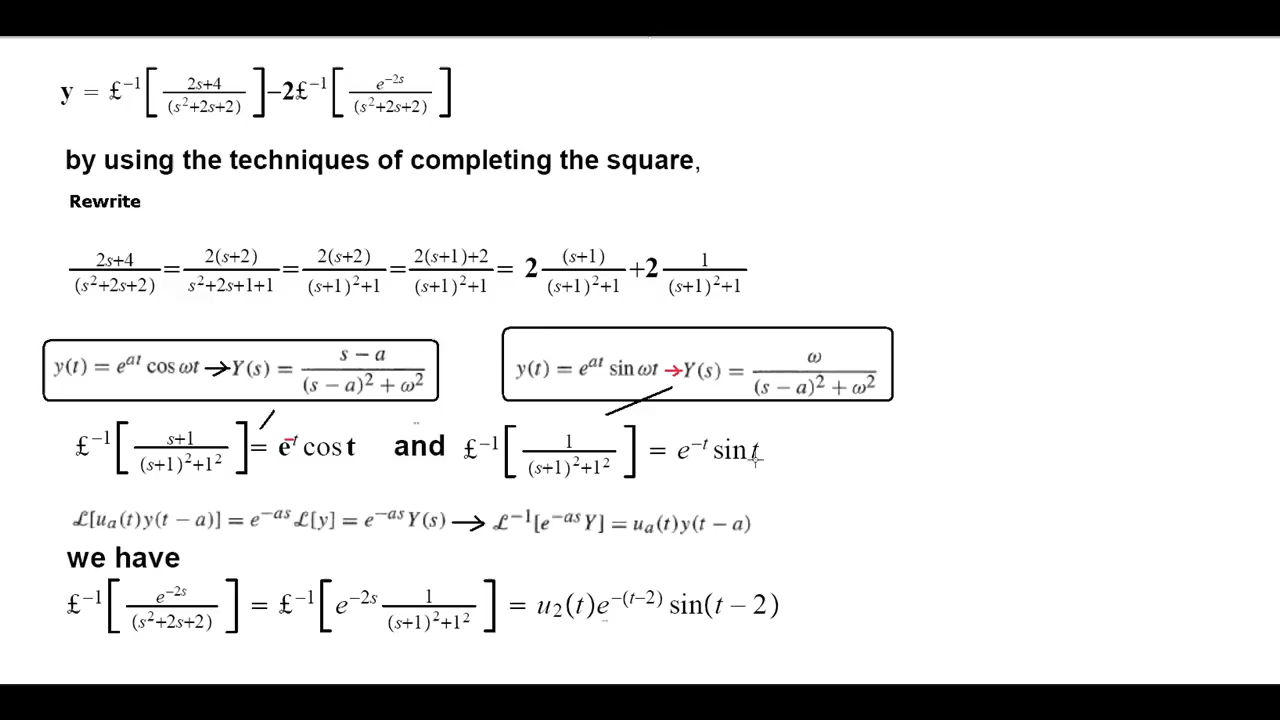 y = £⁻¹[ 2s+4 / (s²+2s+2) ] −2£⁻¹[ e⁻²ˢ / (s²+2s+2) ]
by using the techniques of completing the square,
Rewrite
2s+4 / (s²+2s+2) = 2(s+2) / s²+2s+1+1 = 2(s+2) / (s+1)²+1 = 2(s+1)+2 / (s+1)²+1 = 2 (s+1) / (s+1)²+1 +2 1 / (s+1)²+1
y(t) = e^{at} cos ωt → Y(s) = s − a / (s − a)² + ω²
y(t) = e^{at} sin ωt → Y(s) = ω / (s − a)² + ω²
£⁻¹[ s+1 / (s+1)²+1² ] = e⁻ᵗ cos t and £⁻¹[ 1 / (s+1)²+1² ] = e⁻ᵗ sin t
ℒ[uₐ(t)y(t − a)] = e⁻ᵃˢ ℒ[y] = e⁻ᵃˢ Y(s) → ℒ⁻¹[e⁻ᵃˢ Y] = uₐ(t)y(t − a)
we have
£⁻¹[ e⁻²ˢ / (s²+2s+2) ] = £⁻¹[ e⁻²ˢ 1 / (s+1)²+1² ] = u₂(t)e^{−(t−2)} sin(t − 2)